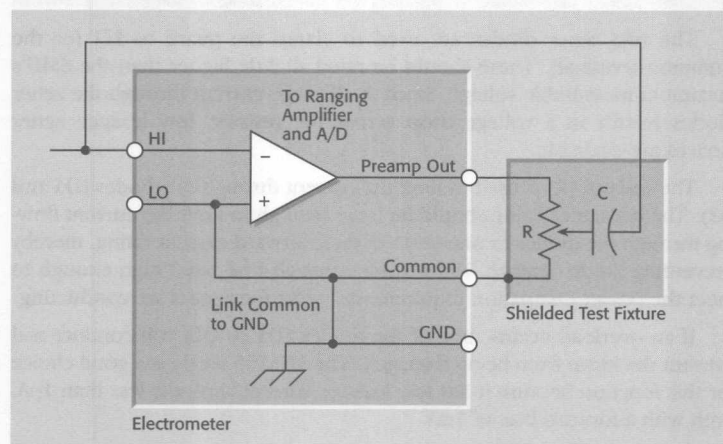 To Ranging
Amplifier
and A/D
HI
Preamp Out
LO
C
R
Common
Link Common
to GND
Shielded Test Fixture
GND
Electrometer